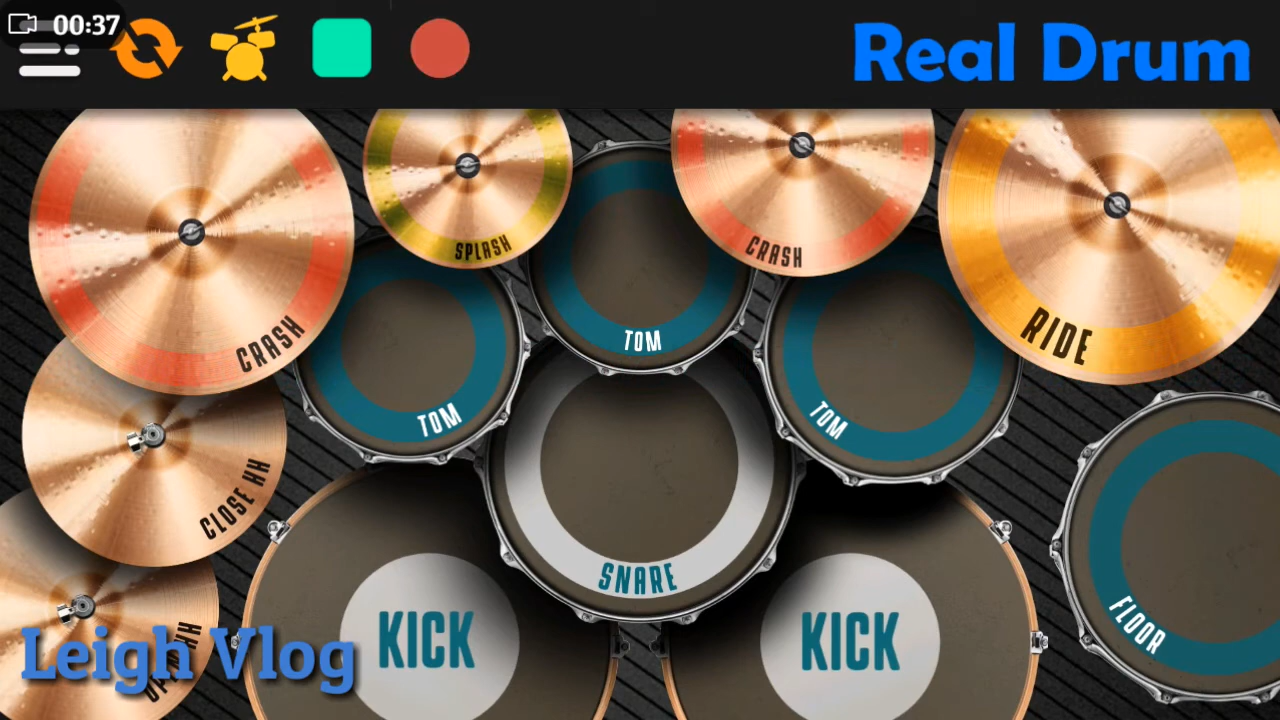 00:37
Real Drum
SPLASH
CRASH
CRASH
RIDE
TOM
TOM
TOM
CLOSE HH
SNARE
KICK
KICK
FLOOR
Leigh Vlog